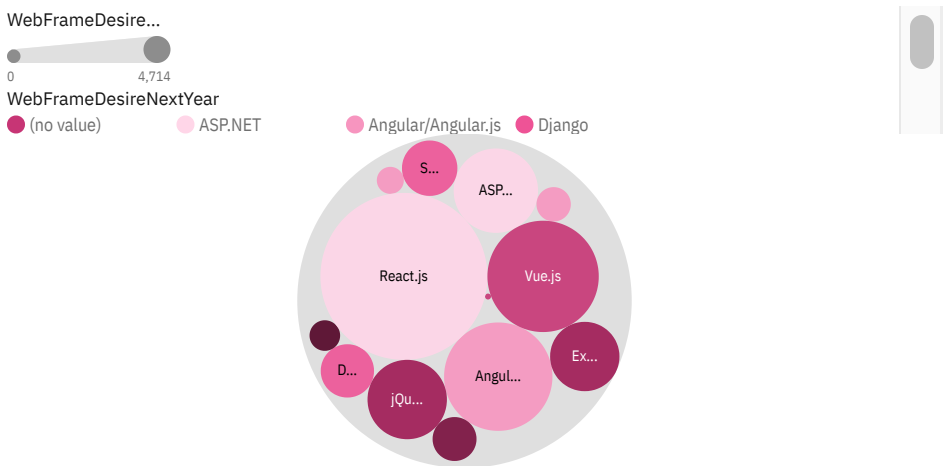 WebFrameDesire...
0 4,714
WebFrameDesireNextYear
(no value) ASP.NET Angular/Angular.js Django
S...
ASP...
React.js Vue.js
Ex...
D... Angul...
jQu...